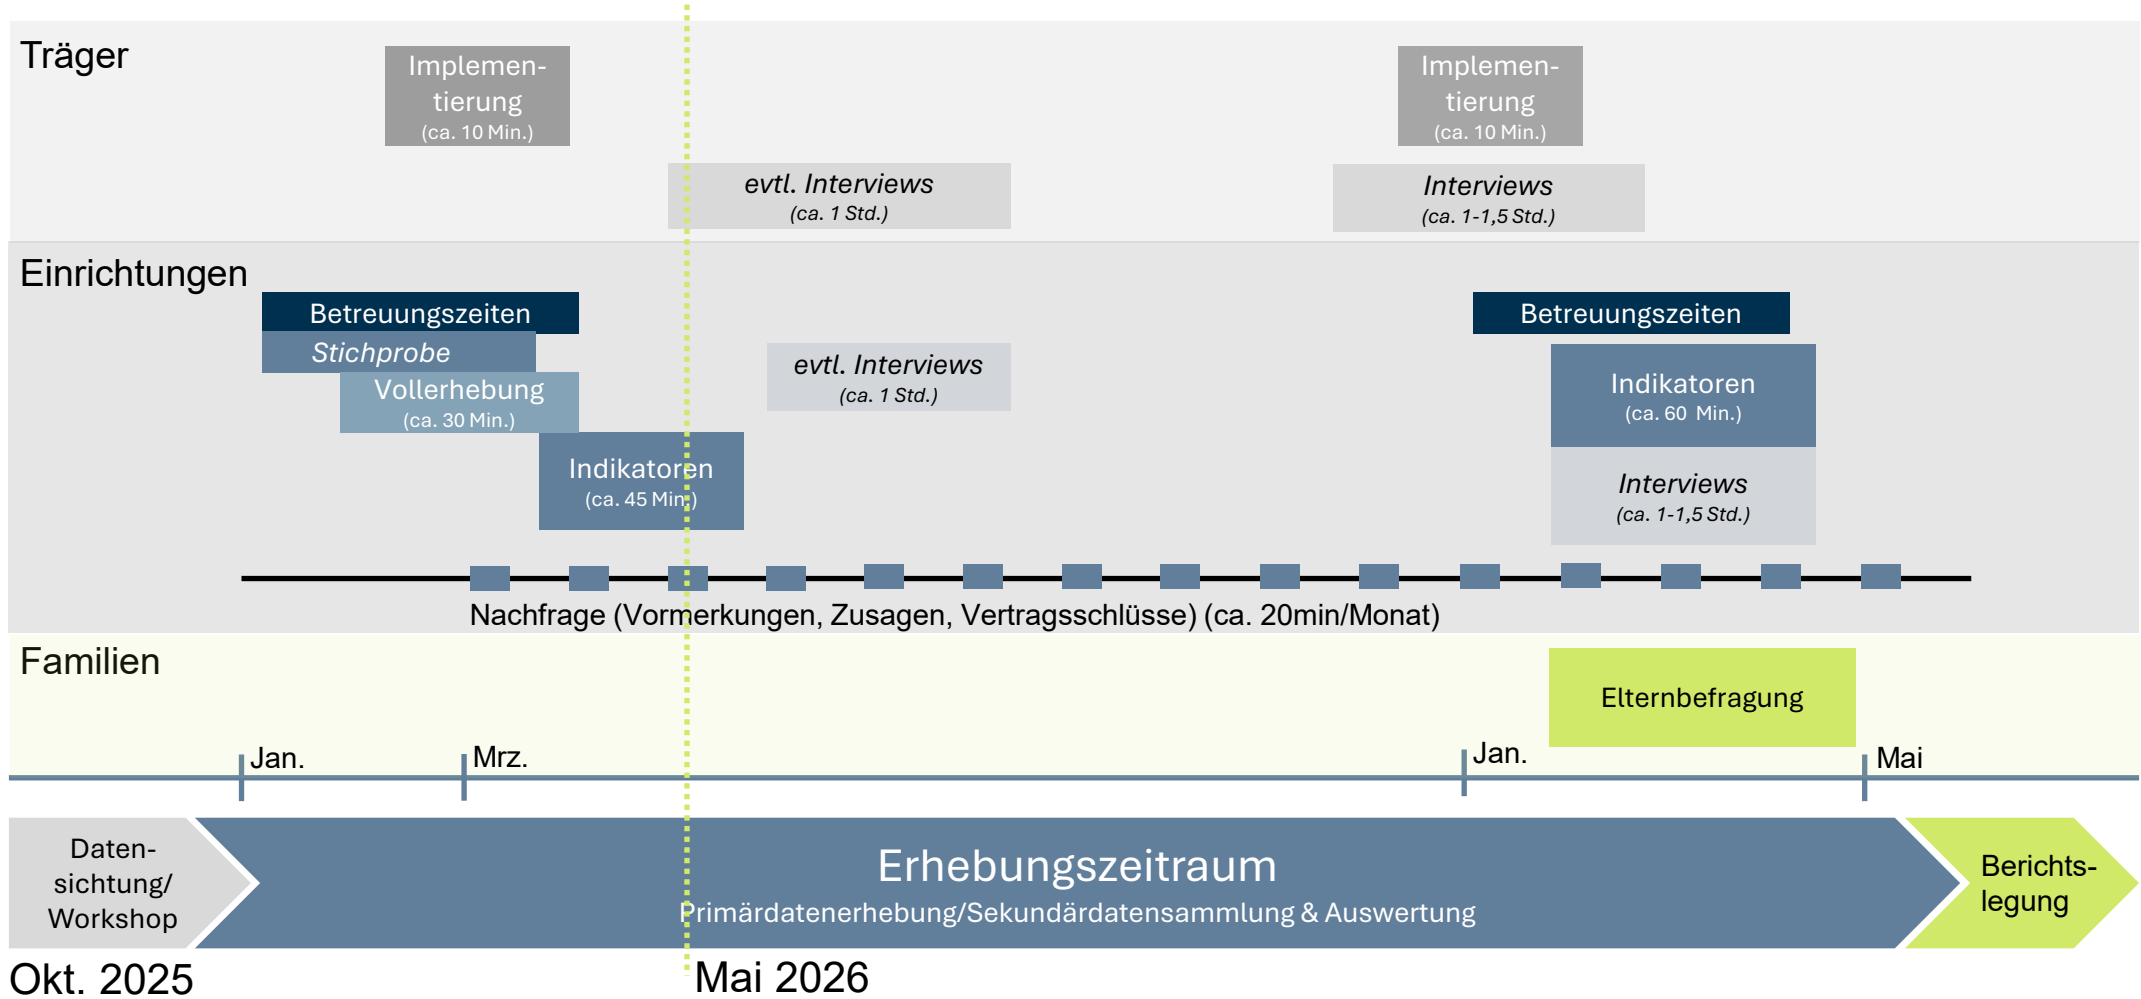 Träger
Implemen-
tierung
(ca. 10 Min.)
Implemen-
tierung
(ca. 10 Min.)
evtl. Interviews
(ca. 1 Std.)
Interviews
(ca. 1-1,5 Std.)
Einrichtungen
Betreuungszeiten
Stichprobe
Vollerhebung
(ca. 30 Min.)
Indikatoren
(ca. 45 Min.)
evtl. Interviews
(ca. 1 Std.)
Betreuungszeiten
Indikatoren
(ca. 60 Min.)
Interviews
(ca. 1-1,5 Std.)
Nachfrage (Vormerkungen, Zusagen, Vertragsschlüsse) (ca. 20min/Monat)
Familien
Elternbefragung
Jan.
Mrz.
Jan.
Mai
Daten-
sichtung/
Workshop
Erhebungszeitraum
Primärdatenerhebung/Sekundärdatensammlung & Auswertung
Berichts-
legung
Okt. 2025
Mai 2026